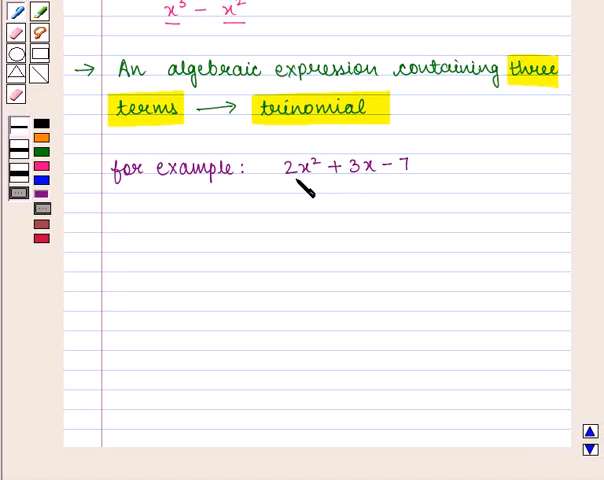 x³ - x²
→ An algebraic expression containing three
terms → trinomial
for example: 2x² + 3x - 7